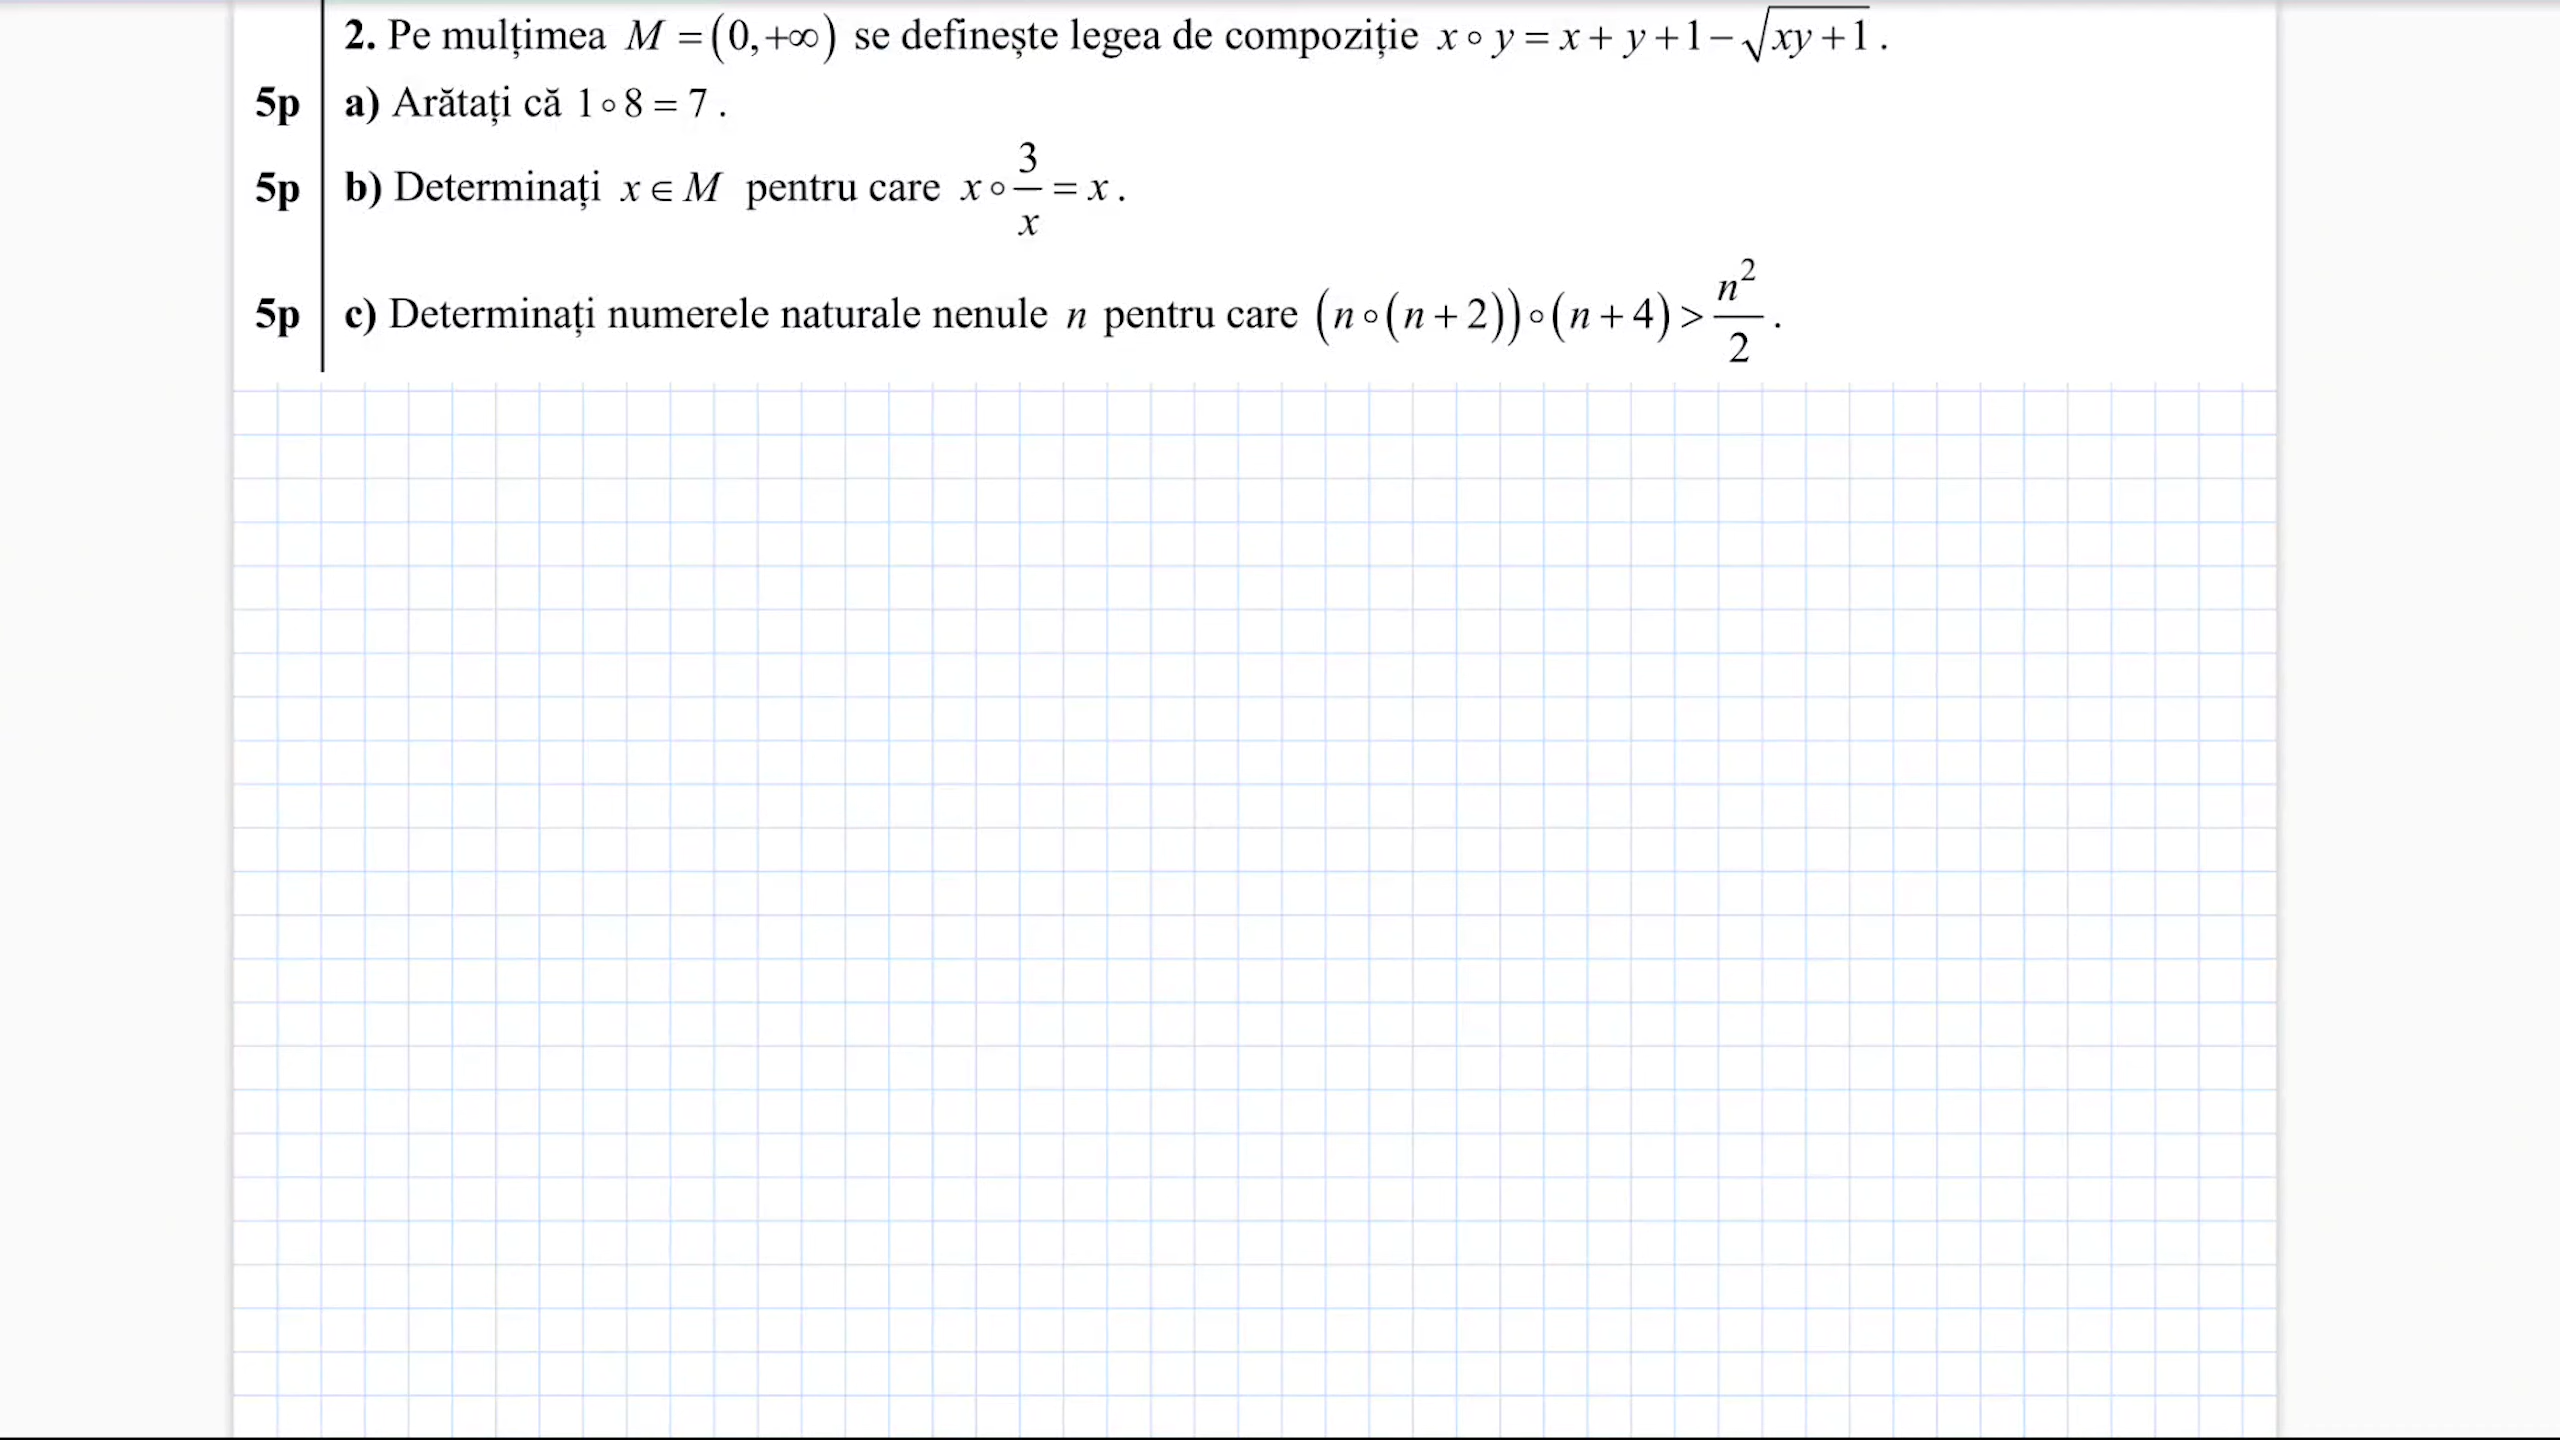 2. Pe mulțimea M = (0,+∞) se definește legea de compoziție x∘y = x + y + 1 − √(xy + 1).
5p a) Arătați că 1∘8 = 7.
5p b) Determinați x ∈ M pentru care x∘3/x = x.
5p c) Determinați numerele naturale nenule n pentru care (n∘(n + 2))∘(n + 4) > n²/2.